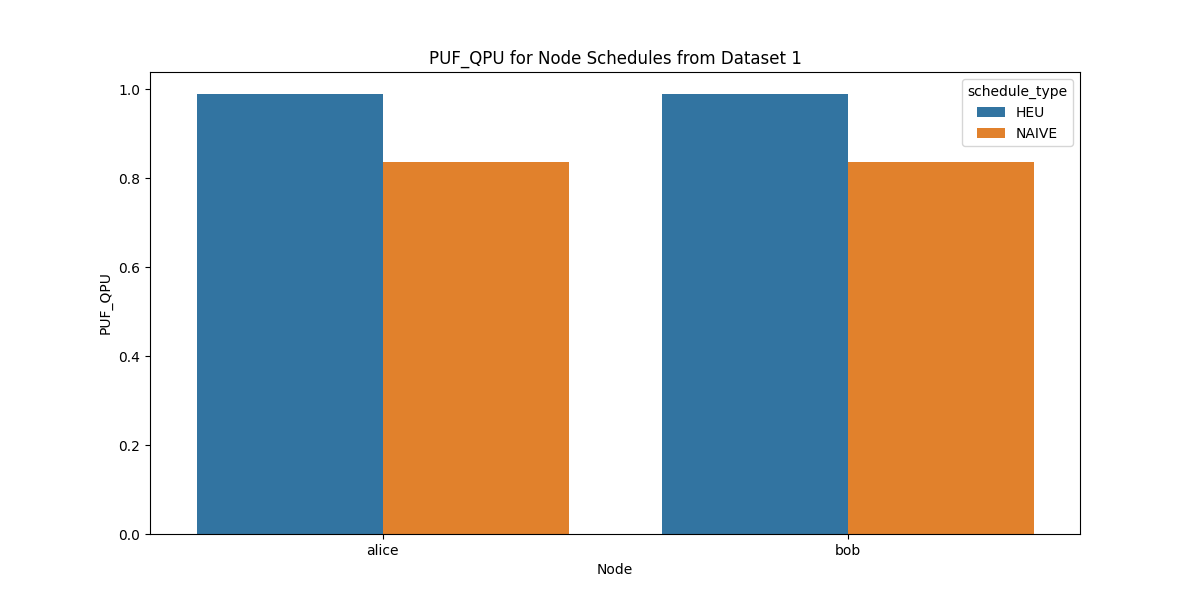 PUF_QPU for Node Schedules from Dataset 1
schedule_type
HEU
NAIVE
1.0
0.8
0.6
0.4
0.2
0.0
PUF_QPU
alice
bob
Node